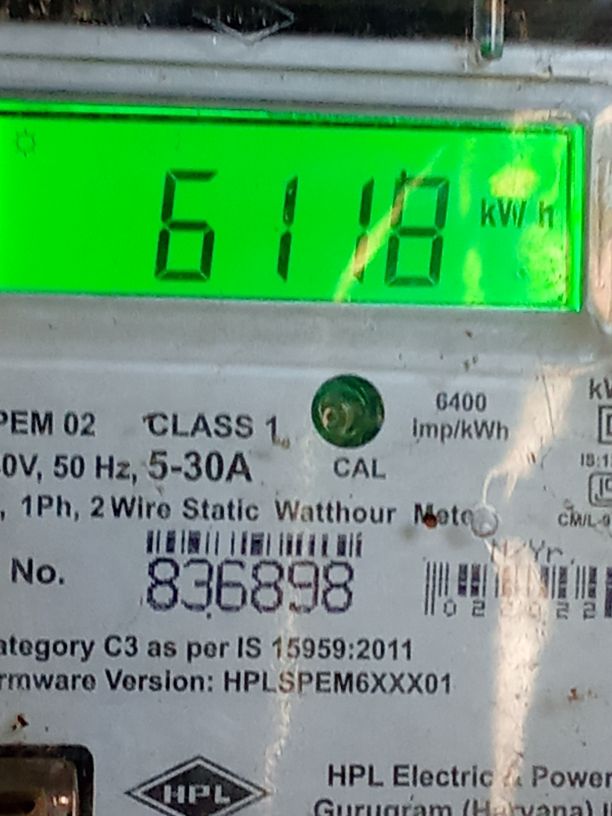 6118 kWh
6400
PEM 02 CLASS 1
imp/kWh
0V, 50 Hz, 5-30A
CAL
, 1Ph, 2 Wire Static Watthour
No.
836898
ategory C3 as per IS 15959:2011
rmware Version: HPLSPEM6XXX01
HPL
HPL Electric & Power
Gurugram (Haryana)